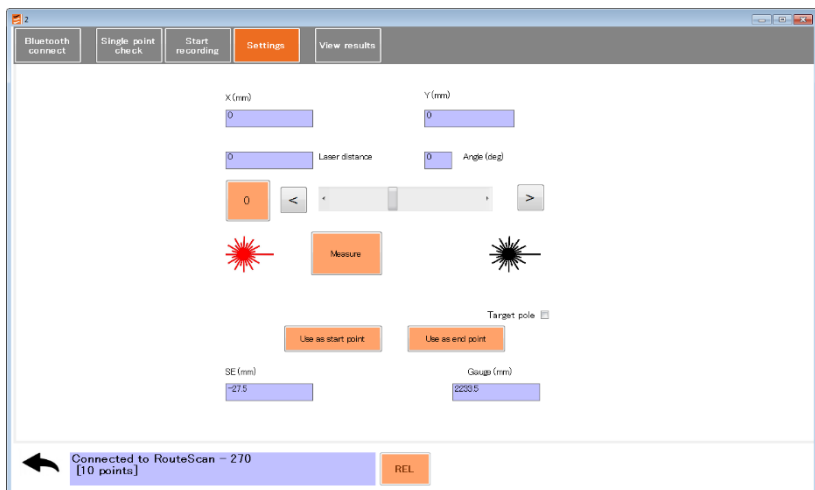 2
Bluetooth
connect
Single point
check
Start
recording
Settings
View results
X(mm)
Y(mm)
0
0
0
Laser distance
0
Angle (deg)
0
<
>
Measure
Target pole
Use as start point
Use as end point
SE(mm)
Gauge(mm)
-27.5
2233.5
Connected to RouteScan - 270
[10 points]
REL